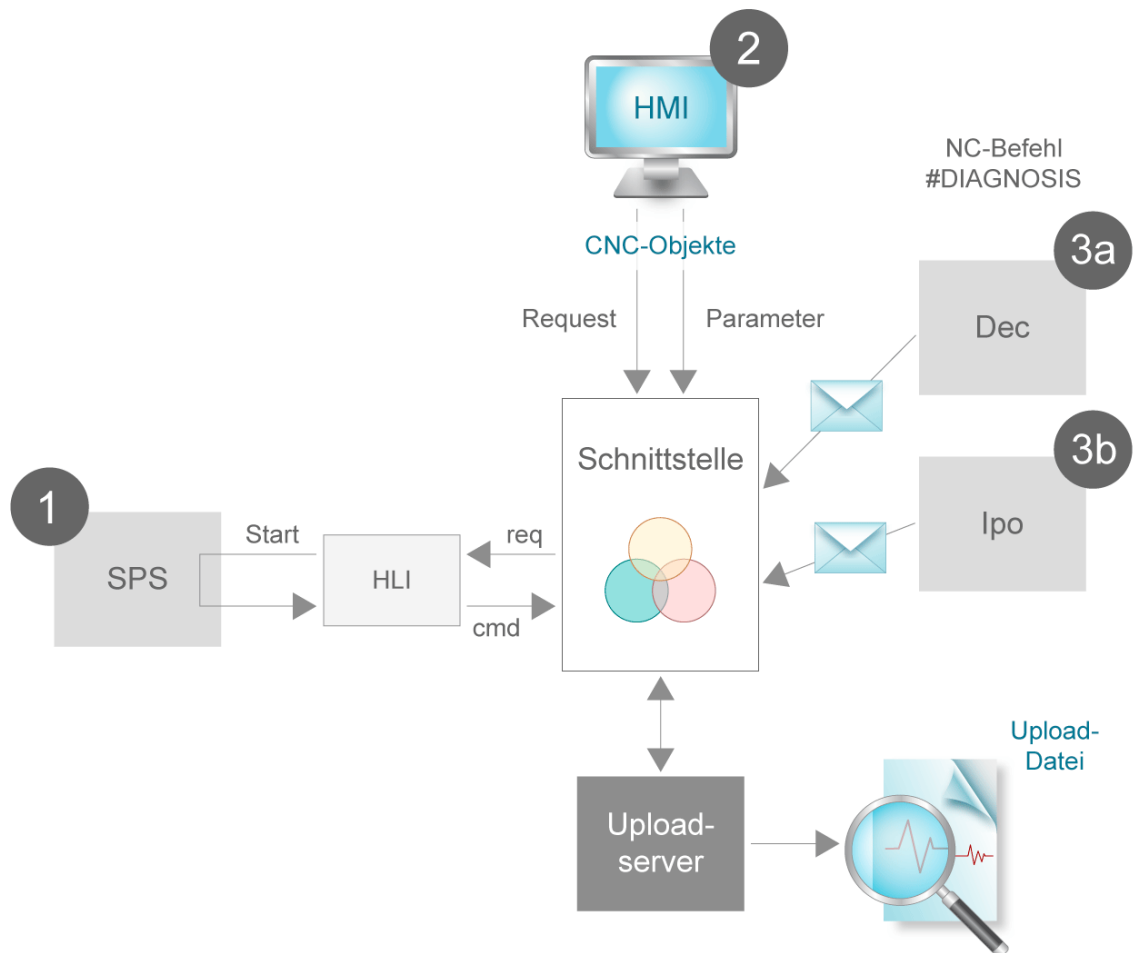 2
HMI
NC-Befehl
#DIAGNOSIS
CNC-Objekte
3a
Request
Parameter
Dec
Schnittstelle
3b
1
Start
req
Ipo
SPS
HLI
cmd
Upload-
Datei
Upload-
server